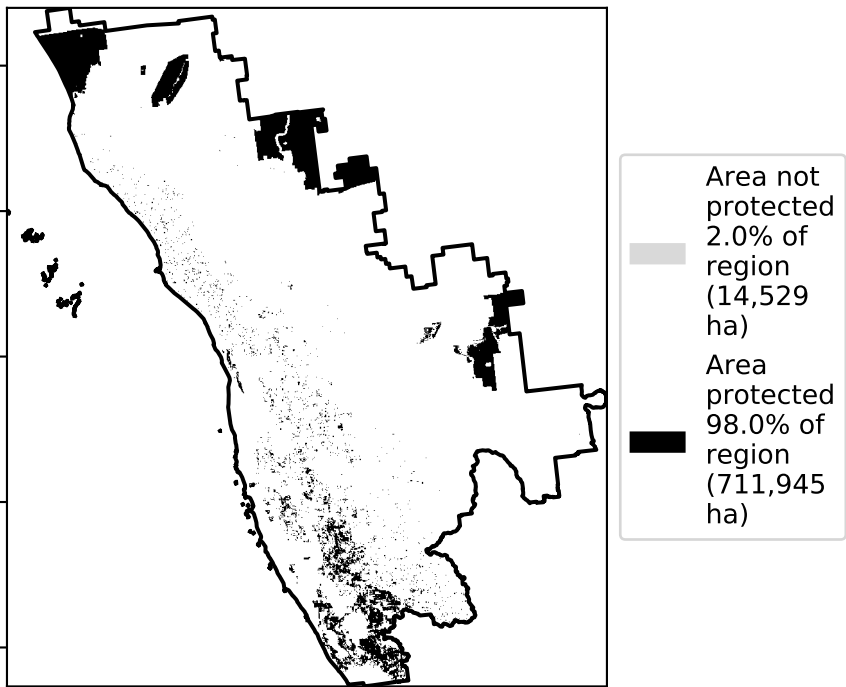 Area not
protected
2.0% of
region
(14,529
ha)
Area
protected
98.0% of
region
(711,945
ha)